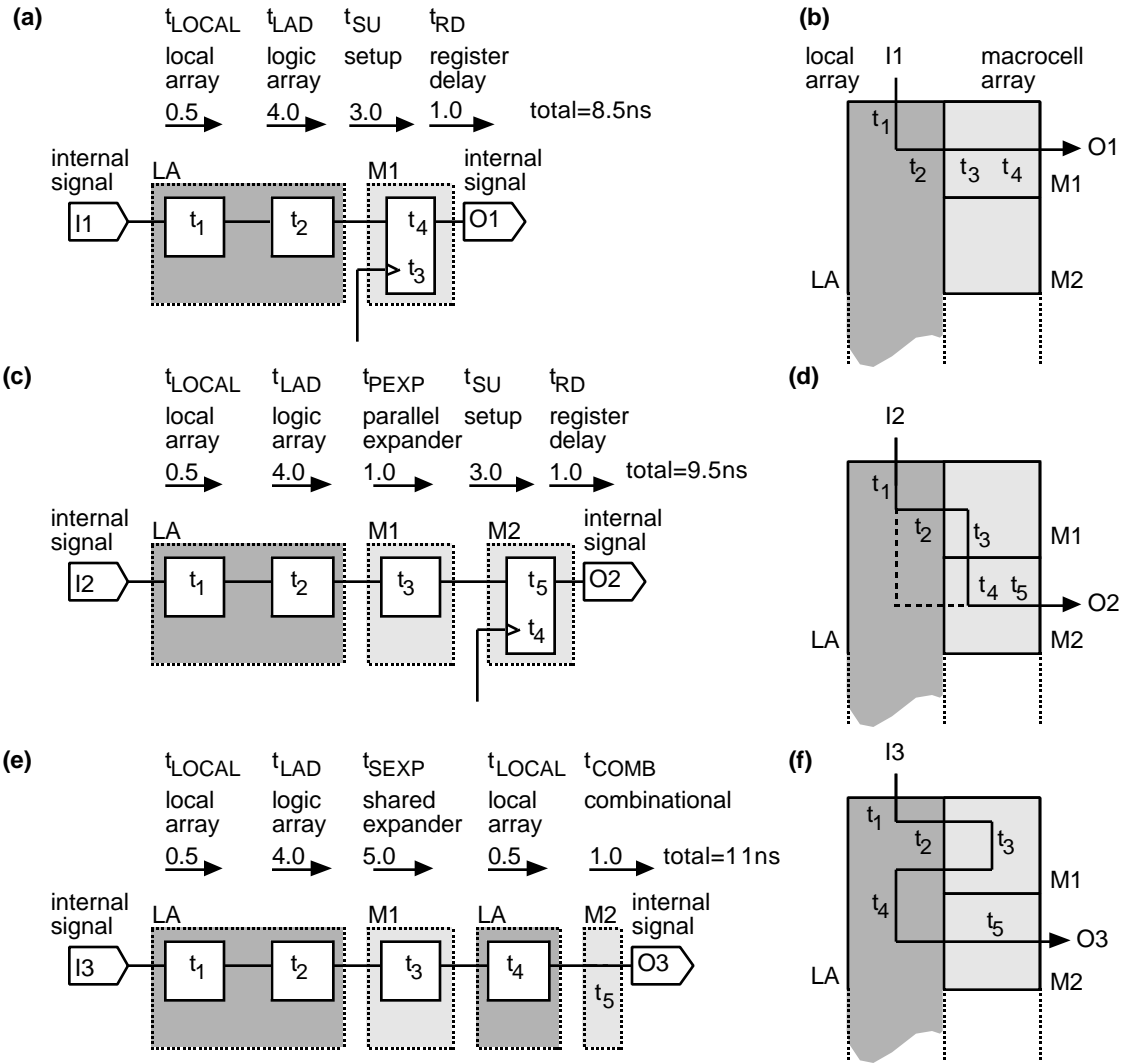 (a)
tLOCAL tLAD tSU tRD
local array logic array setup register delay
0.5 4.0 3.0 1.0 total=8.5ns
internal signal LA M1 internal signal
I1 t1 t2 t4 O1
t3
(b)
local array I1 macrocell array
t1
O1
t2 t3 t4
M1
LA M2
(c)
tLOCAL tLAD tPEXP tSU tRD
local array logic array parallel expander setup register delay
0.5 4.0 1.0 3.0 1.0 total=9.5ns
internal signal LA M1 M2 internal signal
I2 t1 t2 t3 t5 O2
t4
(d)
I2
t1
t2 t3
M1
t4 t5 O2
LA M2
(e)
tLOCAL tLAD tSEXP tLOCAL tCOMB
local array logic array shared expander local array combinational
0.5 4.0 5.0 0.5 1.0 total=11ns
internal signal LA M1 LA M2 internal signal
I3 t1 t2 t3 t4 O3
t5
(f)
I3
t1
t2 t3
M1
t4 t5
O3
LA M2